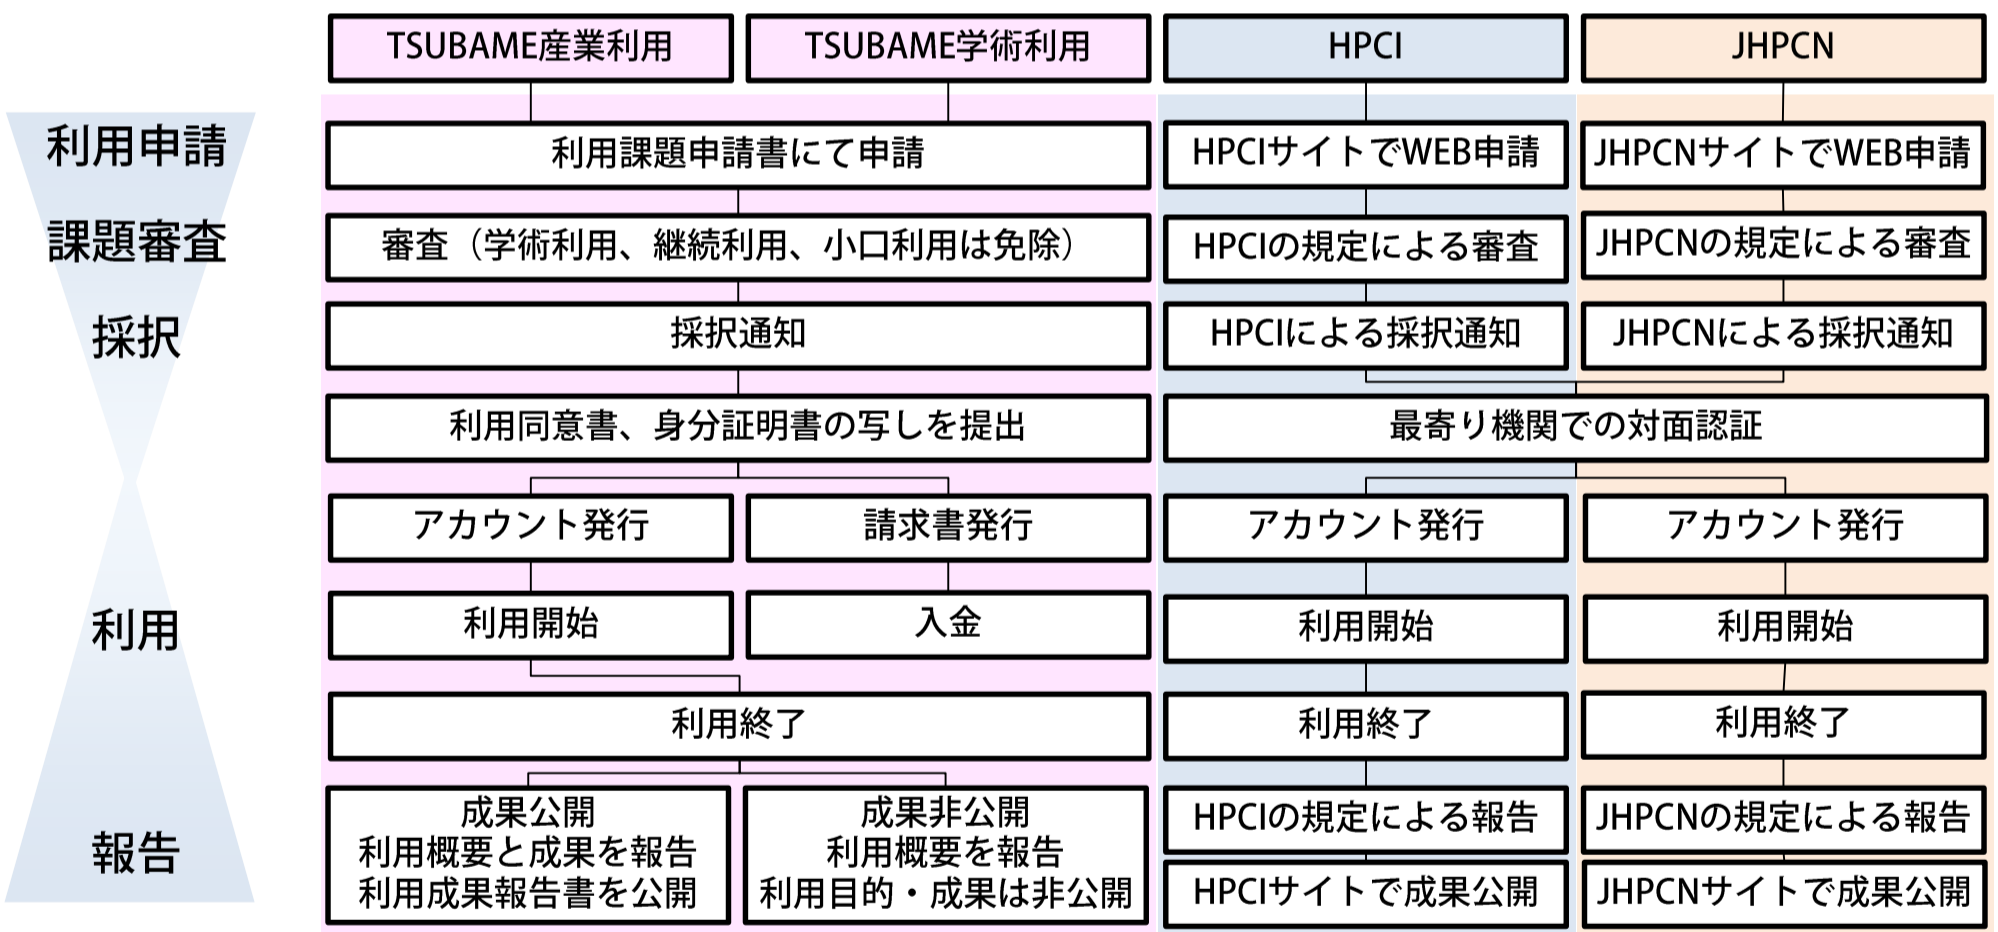 TSUBAME産業利用
TSUBAME学術利用
HPCI
JHPCN
利用申請
利用課題申請書にて申請
HPCIサイトでWEB申請
JHPCNサイトでWEB申請
課題審査
審査（学術利用、継続利用、小口利用は免除）
HPCIの規定による審査
JHPCNの規定による審査
採択
採択通知
HPCIによる採択通知
JHPCNによる採択通知
利用同意書、身分証明書の写しを提出
最寄り機関での対面認証
アカウント発行
請求書発行
アカウント発行
アカウント発行
利用
利用開始
入金
利用開始
利用開始
利用終了
利用終了
利用終了
報告
成果公開
利用概要と成果を報告
利用成果報告書を公開
成果非公開
利用概要を報告
利用目的・成果は非公開
HPCIの規定による報告
JHPCNの規定による報告
HPCIサイトで成果公開
JHPCNサイトで成果公開